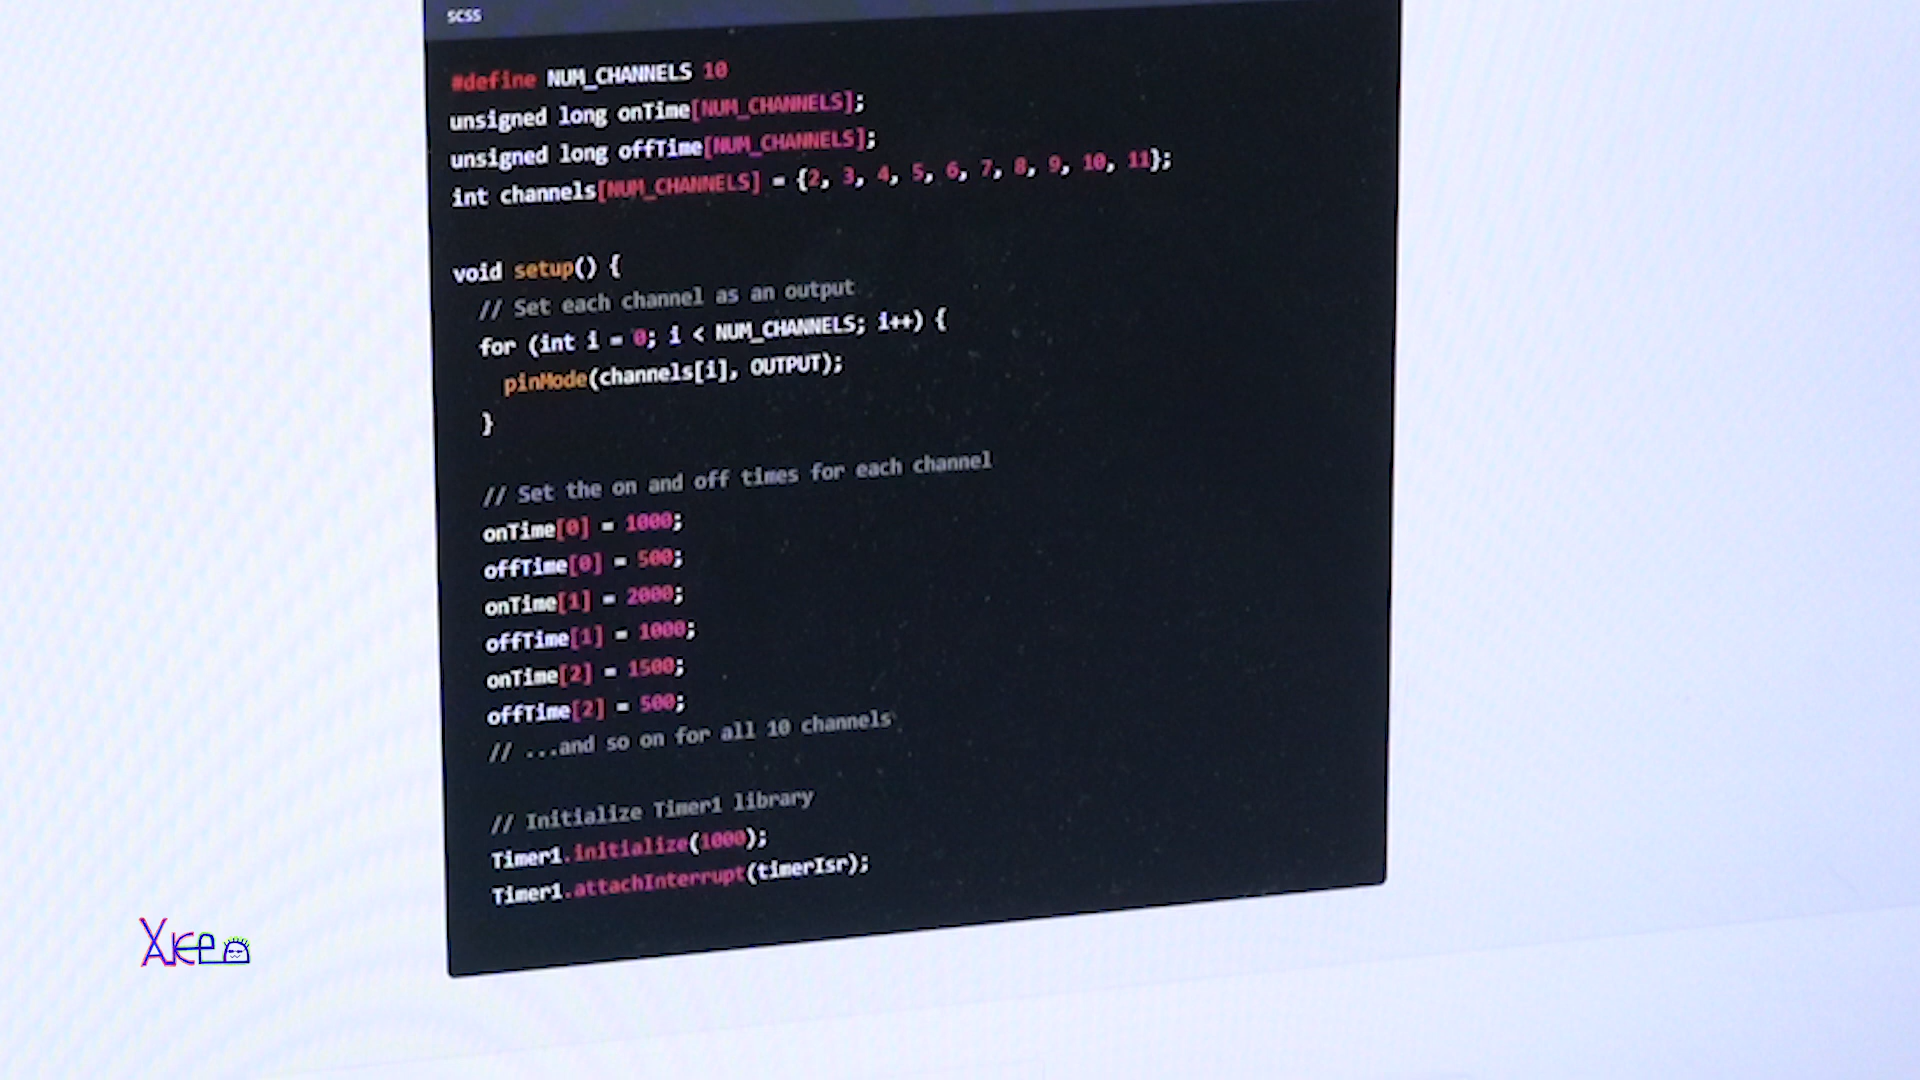 scss
#define NUM_CHANNELS 10
unsigned long onTime[NUM_CHANNELS];
unsigned long offTime[NUM_CHANNELS];
int channels[NUM_CHANNELS] = {2, 3, 4, 5, 6, 7, 8, 9, 10, 11};
void setup() {
// Set each channel as an output
for (int i = 0; i < NUM_CHANNELS; i++) {
pinMode(channels[i], OUTPUT);
}
// Set the on and off times for each channel
onTime[0] = 1000;
offTime[0] = 500;
onTime[1] = 2000;
offTime[1] = 1000;
onTime[2] = 1500;
offTime[2] = 500;
// ...and so on for all 10 channels
// Initialize Timer1 library
Timer1.initialize(1000);
Timer1.attachInterrupt(timerIsr);